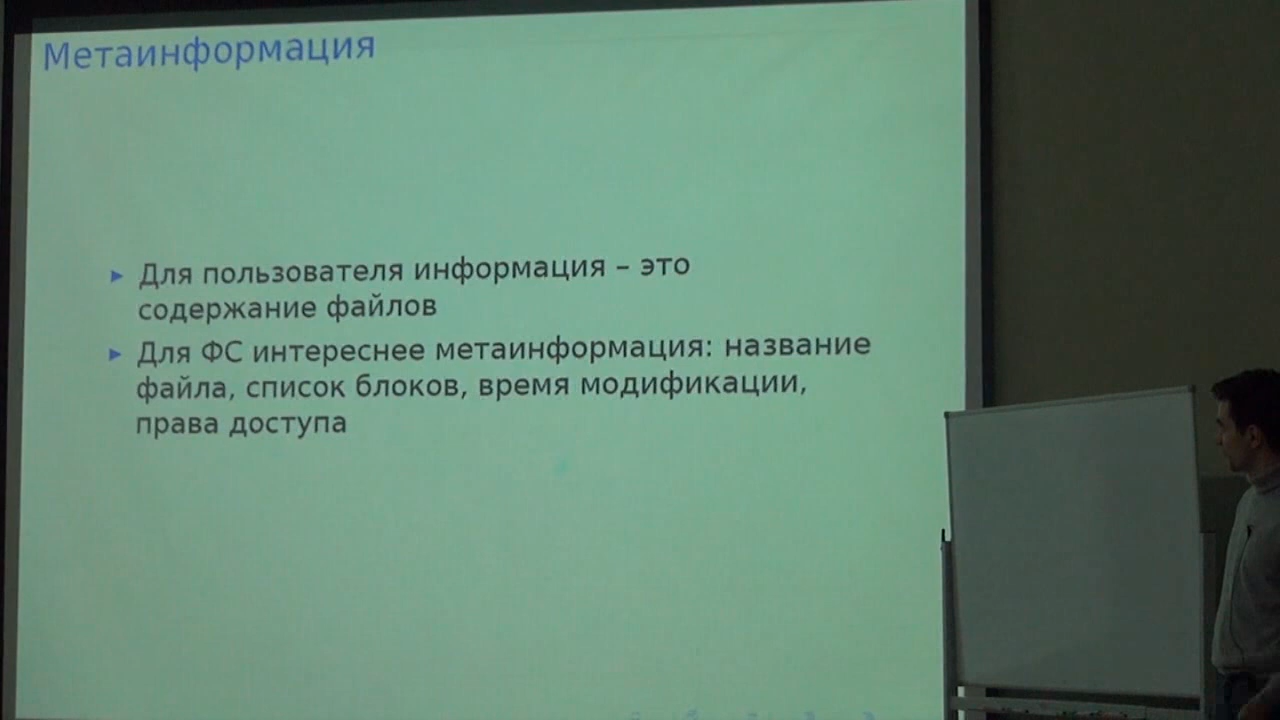 Метаинформация
Для пользователя информация – это
содержание файлов
Для ФС интереснее метаинформация: название
файла, список блоков, время модификации,
права доступа